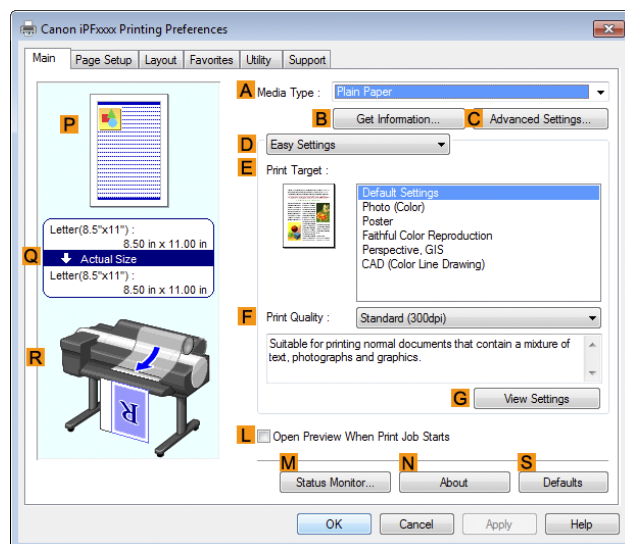 Canon iPFxxxx Printing Preferences
Main Page Setup Layout Favorites Utility Support
P
Letter(8.5"x11") :
8.50 in x 11.00 in
Q Actual Size
Letter(8.5"x11") :
8.50 in x 11.00 in
R
R
A Media Type : Plain Paper
B Get Information... C Advanced Settings...
D Easy Settings
E Print Target :
Default Settings
Photo (Color)
Poster
Faithful Color Reproduction
Perspective, GIS
CAD (Color Line Drawing)
F Print Quality : Standard (300dpi)
Suitable for printing normal documents that contain a mixture of
text, photographs and graphics.
G View Settings
L Open Preview When Print Job Starts
M N S
Status Monitor... About Defaults
OK Cancel Apply Help